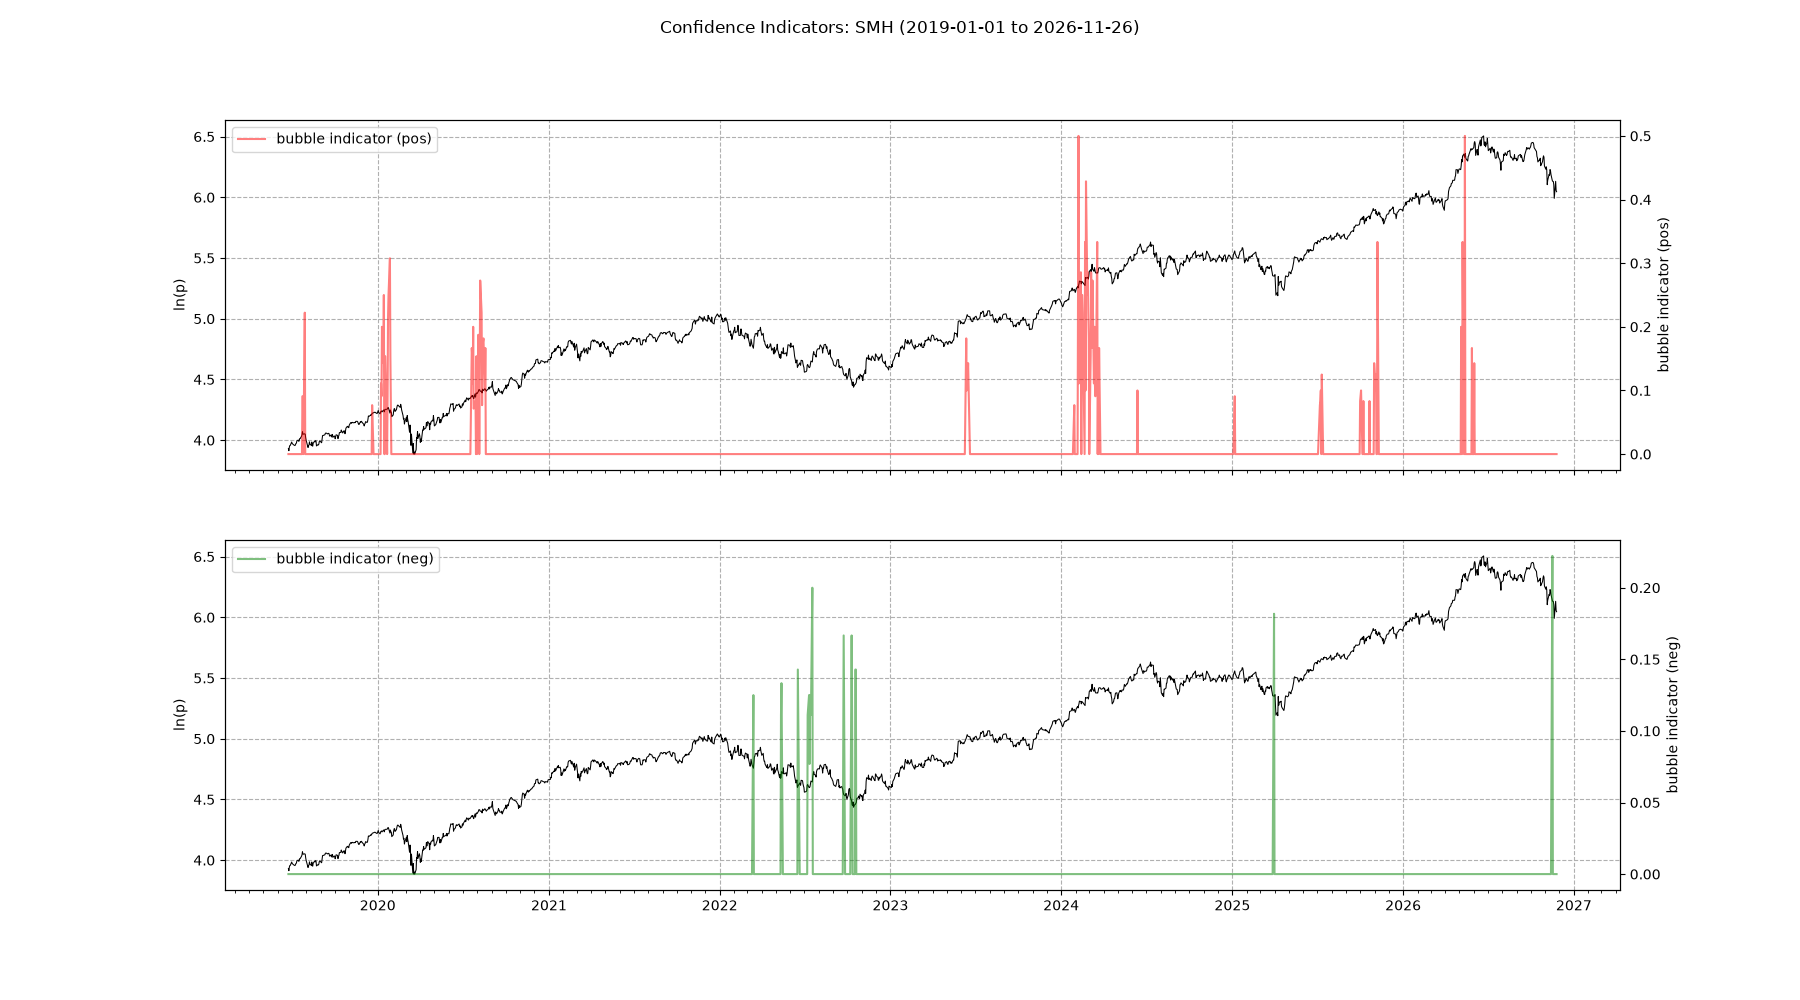 Confidence Indicators: SMH (2019-01-01 to 2026-11-26)
bubble indicator (pos)
6.5
6.0
5.5
5.0
4.5
4.0
ln(p)
0.5
0.4
0.3
0.2
0.1
0.0
bubble indicator (pos)
bubble indicator (neg)
6.5
6.0
5.5
5.0
4.5
4.0
ln(p)
0.20
0.15
0.10
0.05
0.00
bubble indicator (neg)
2020 2021 2022 2023 2024 2025 2026 2027